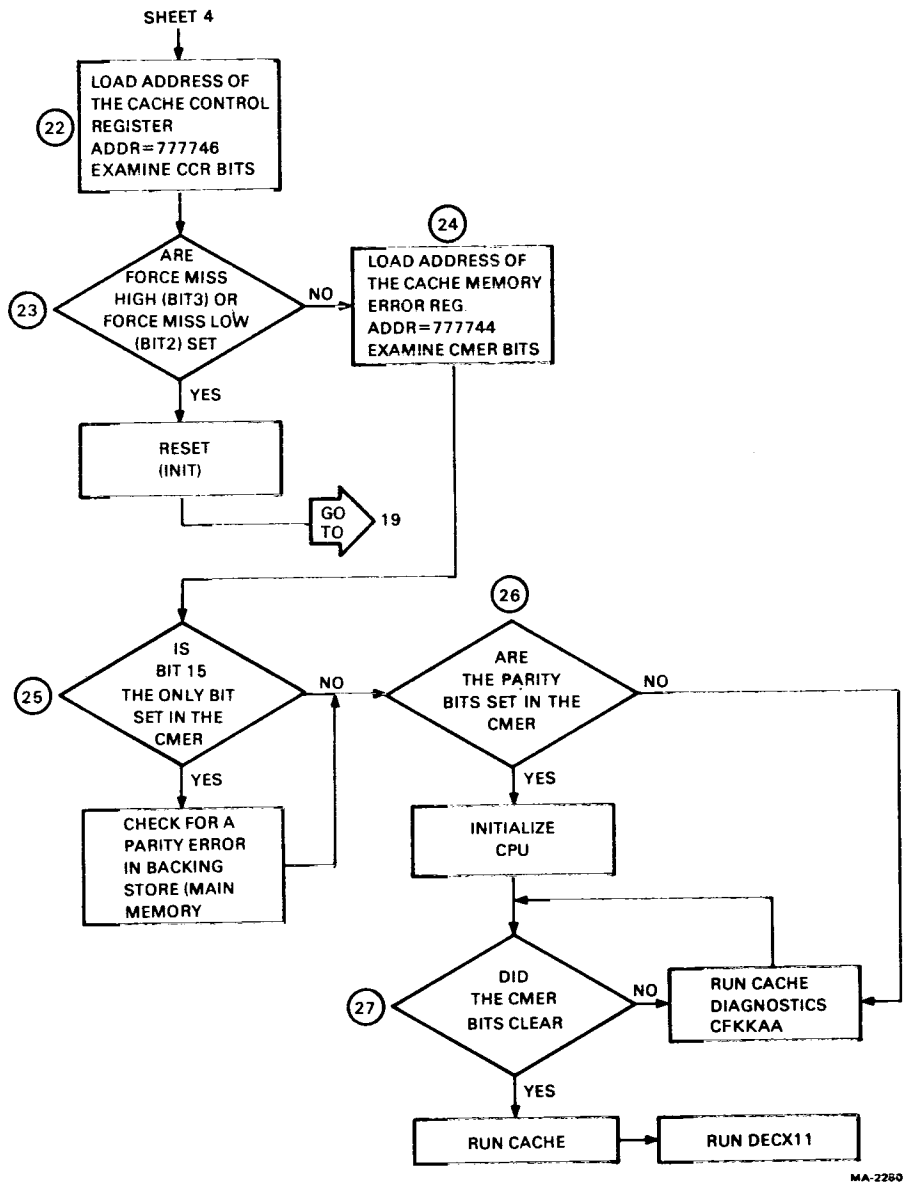 SHEET 4
22
LOAD ADDRESS OF
THE CACHE CONTROL
REGISTER
ADDR=777746
EXAMINE CCR BITS
23
ARE
FORCE MISS
HIGH (BIT3) OR
FORCE MISS LOW
(BIT2) SET
NO
24
LOAD ADDRESS OF
THE CACHE MEMORY
ERROR REG.
ADDR=777744
EXAMINE CMER BITS
YES
RESET
(INIT)
GO
TO
19
25
IS
BIT 15
THE ONLY BIT
SET IN THE
CMER
NO
26
ARE
THE PARITY
BITS SET IN THE
CMER
NO
YES
CHECK FOR A
PARITY ERROR
IN BACKING
STORE (MAIN
MEMORY
YES
INITIALIZE
CPU
27
DID
THE CMER
BITS CLEAR
NO
RUN CACHE
DIAGNOSTICS
CFKKAA
YES
RUN CACHE
RUN DECX11
MA-2280